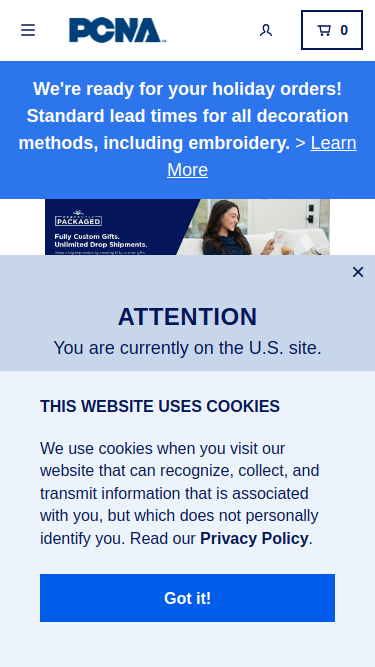 PCNA
0
We're ready for your holiday orders!
Standard lead times for all decoration
methods, including embroidery. > Learn
More
PACKAGED
Fully Custom Gifts.
Unlimited Drop Shipments.
ATTENTION
You are currently on the U.S. site.
THIS WEBSITE USES COOKIES
We use cookies when you visit our
website that can recognize, collect, and
transmit information that is associated
with you, but which does not personally
identify you. Read our Privacy Policy.
Got it!